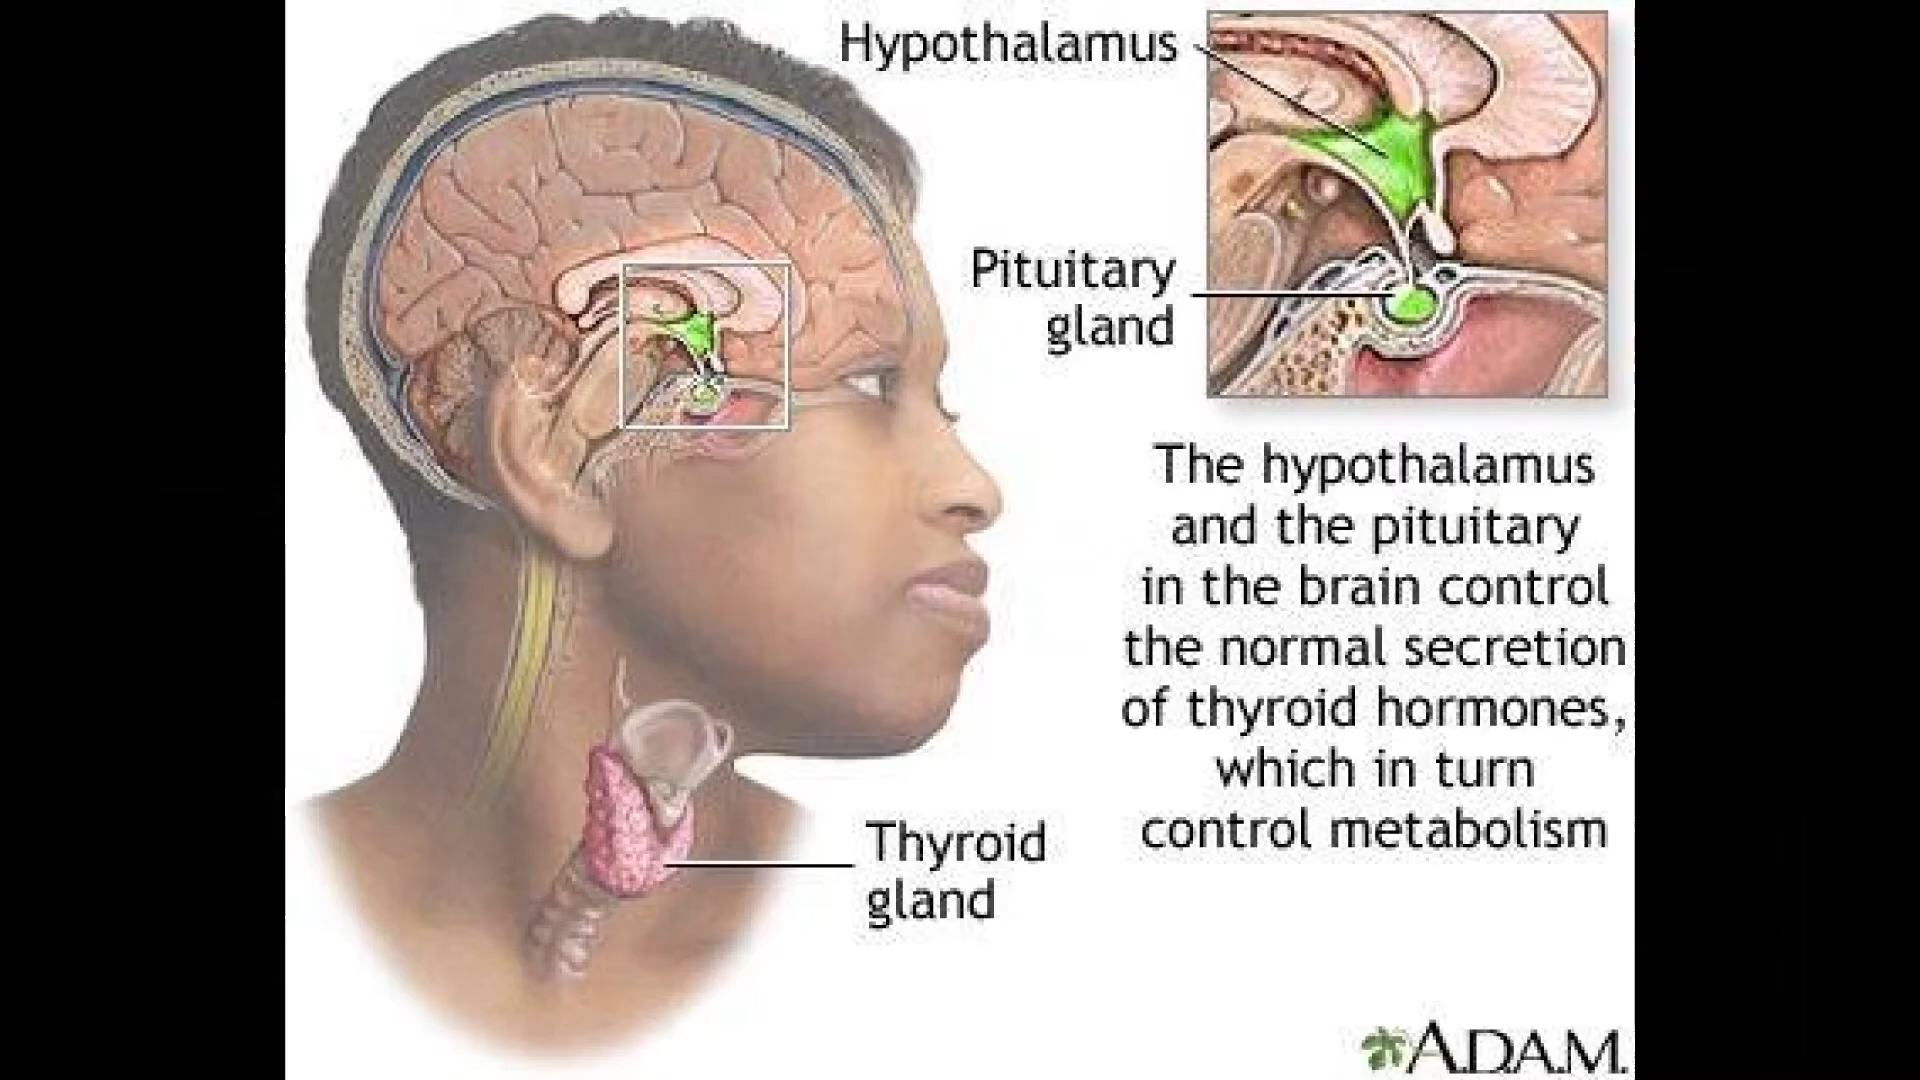 Hypothalamus
Pituitary
gland
The hypothalamus
and the pituitary
in the brain control
the normal secretion
of thyroid hormones,
which in turn
control metabolism
Thyroid
gland
A.D.A.M.